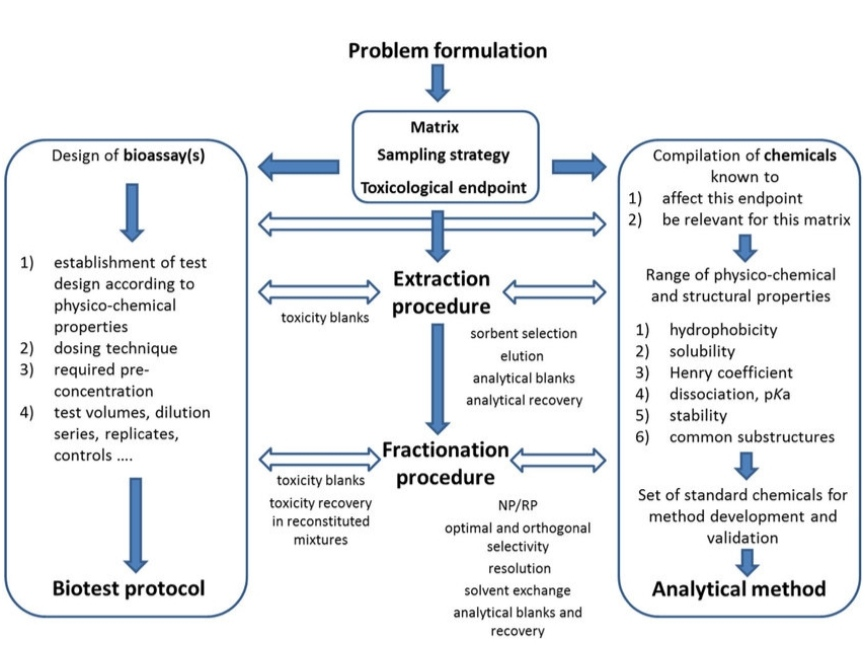 Problem formulation
Matrix
Sampling strategy
Toxicological endpoint
Design of bioassay(s)
1) establishment of test
design according to
physico-chemical
properties
2) dosing technique
3) required pre-
concentration
4) test volumes, dilution
series, replicates,
controls ....
Biotest protocol
Extraction
procedure
toxicity blanks
sorbent selection
elution
analytical blanks
analytical recovery
Fractionation
procedure
toxicity blanks
toxicity recovery
in reconstituted
mixtures
NP/RP
optimal and orthogonal
selectivity
resolution
solvent exchange
analytical blanks and
recovery
Compilation of chemicals
known to
1) affect this endpoint
2) be relevant for this matrix
Range of physico-chemical
and structural properties
1) hydrophobicity
2) solubility
3) Henry coefficient
4) dissociation, pKa
5) stability
6) common substructures
Set of standard chemicals for
method development and
validation
Analytical method